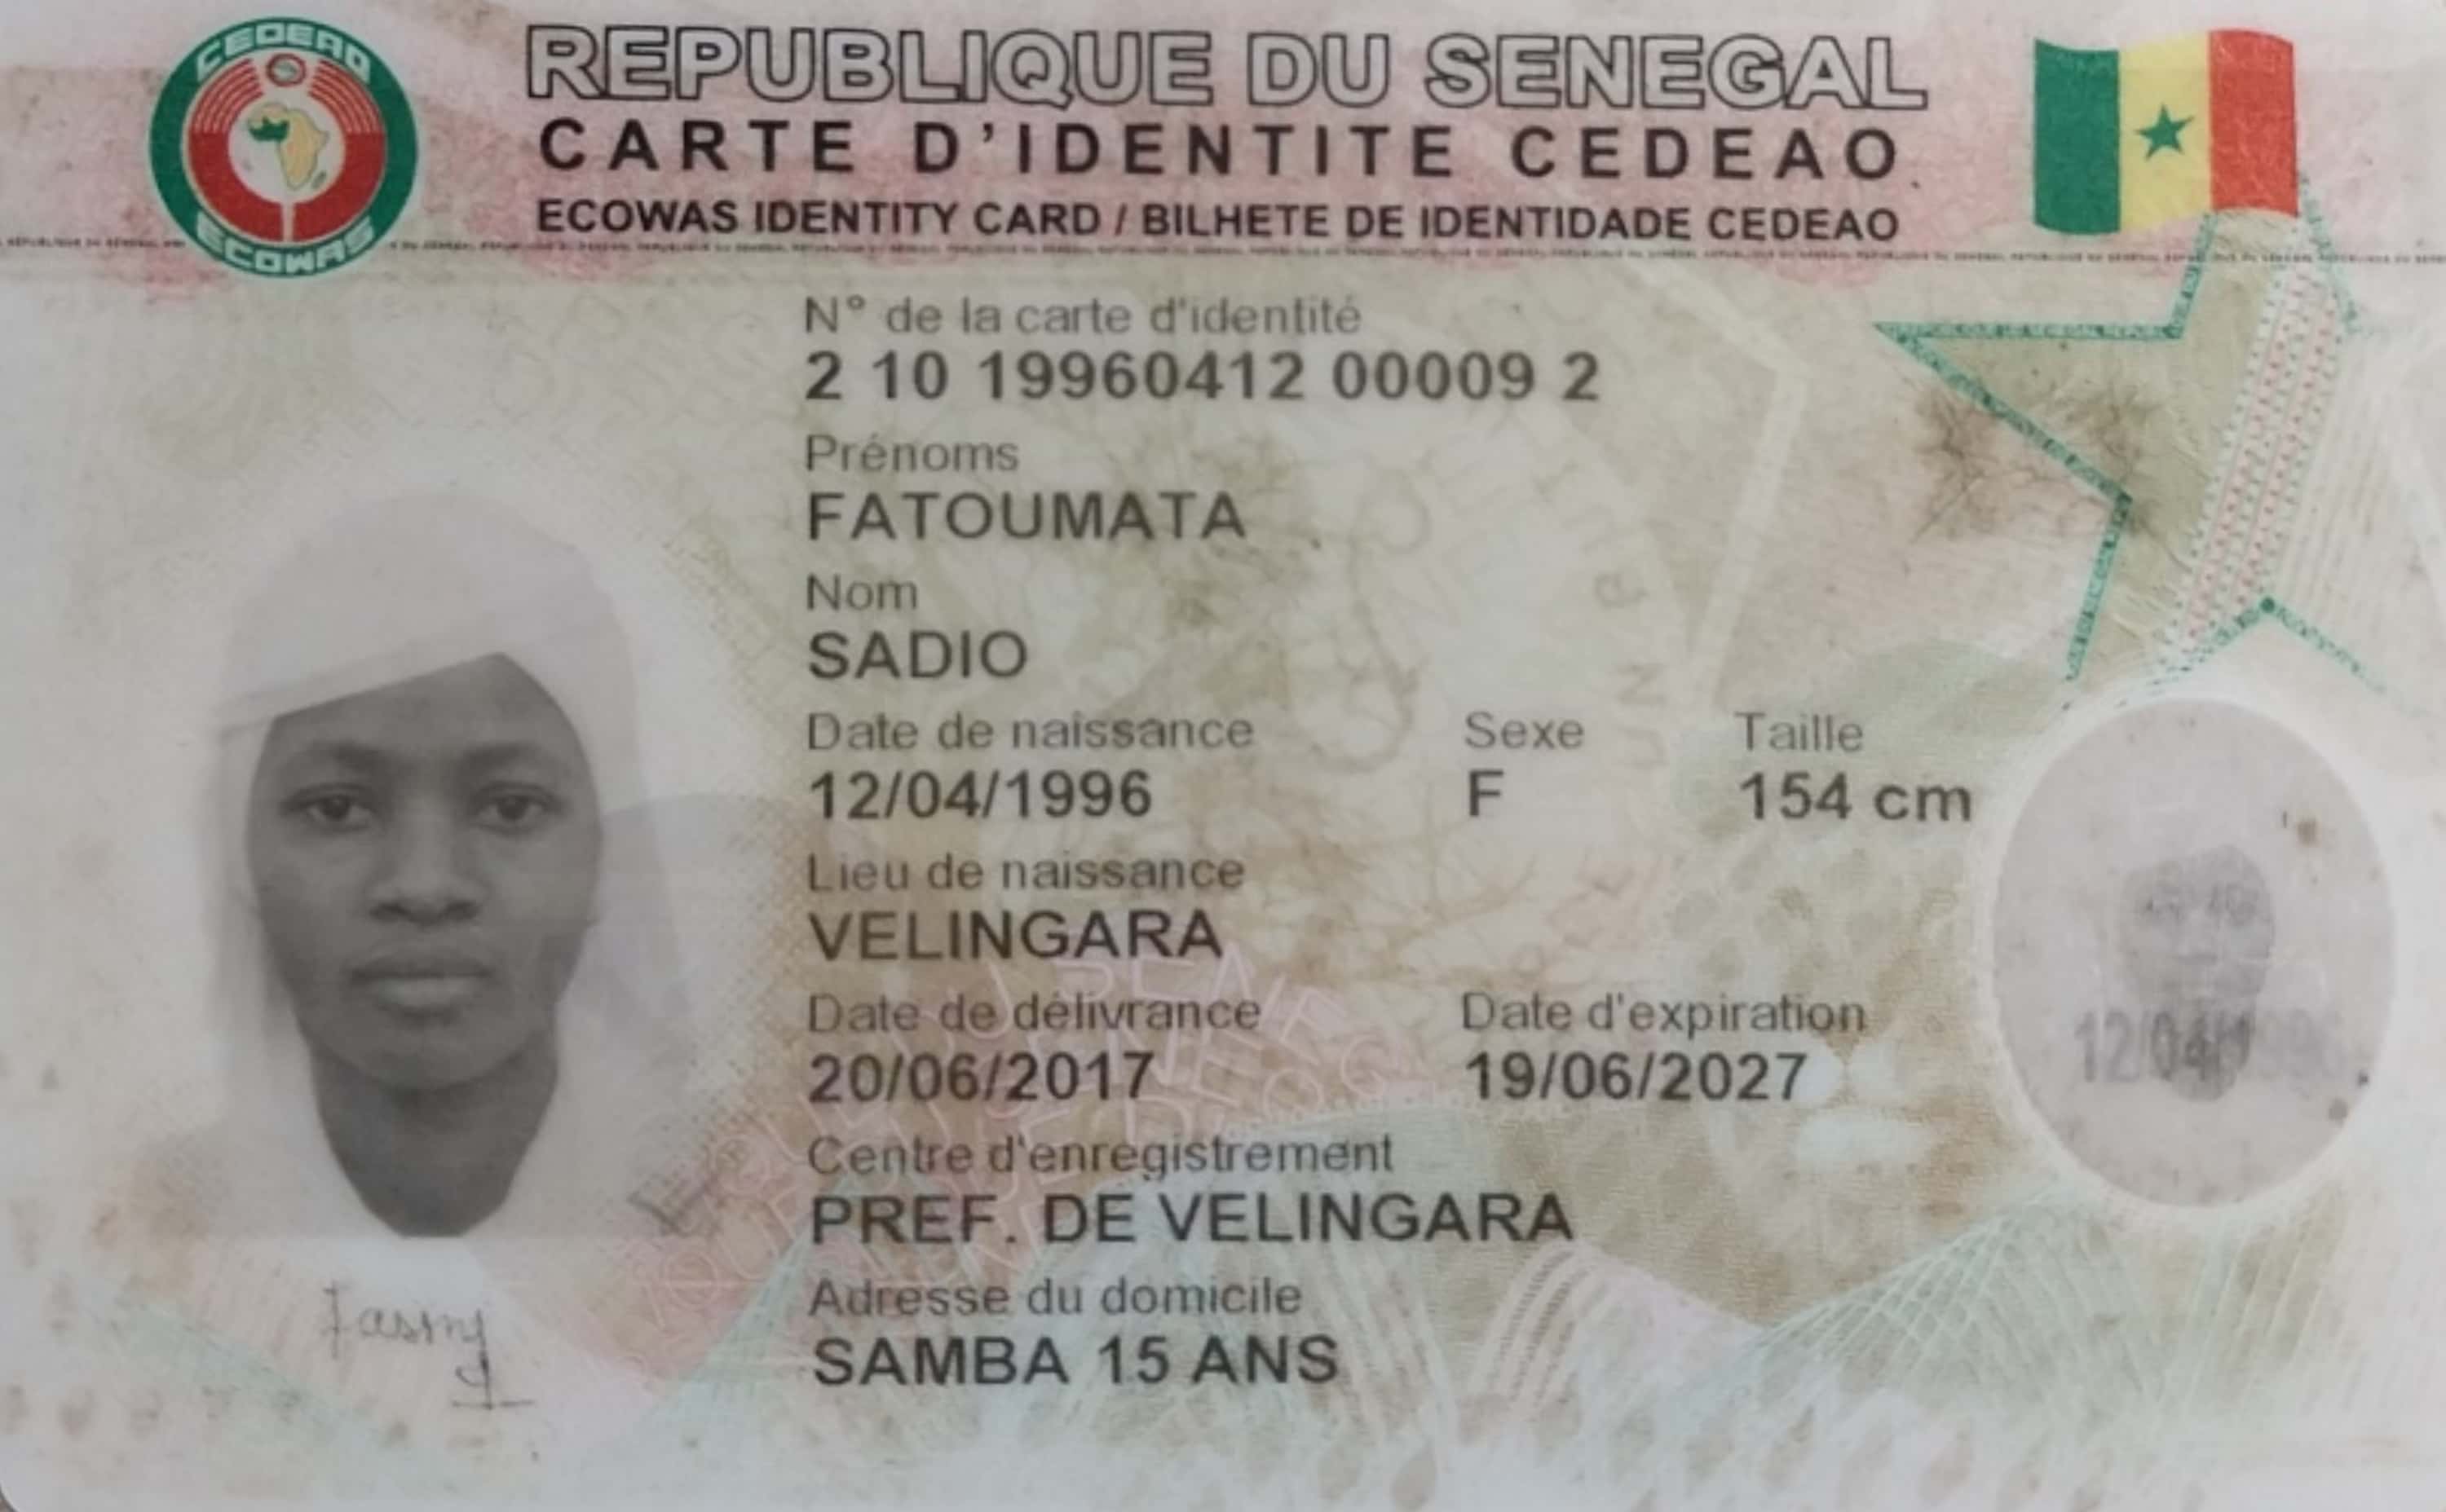 CEDEAO
ECOWAS
REPUBLIQUE DU SENEGAL
CARTE D'IDENTITE CEDEAO
ECOWAS IDENTITY CARD / BILHETE DE IDENTIDADE CEDEAO
N° de la carte d'identité
2 10 19960412 00009 2
Prénoms
FATOUMATA
Nom
SADIO
Date de naissance Sexe Taille
12/04/1996 F 154 cm
Lieu de naissance
VELINGARA
Date de délivrance Date d'expiration
20/06/2017 19/06/2027
12/04/1996
Centre d'enregistrement
PREF. DE VELINGARA
Adresse du domicile
SAMBA 15 ANS